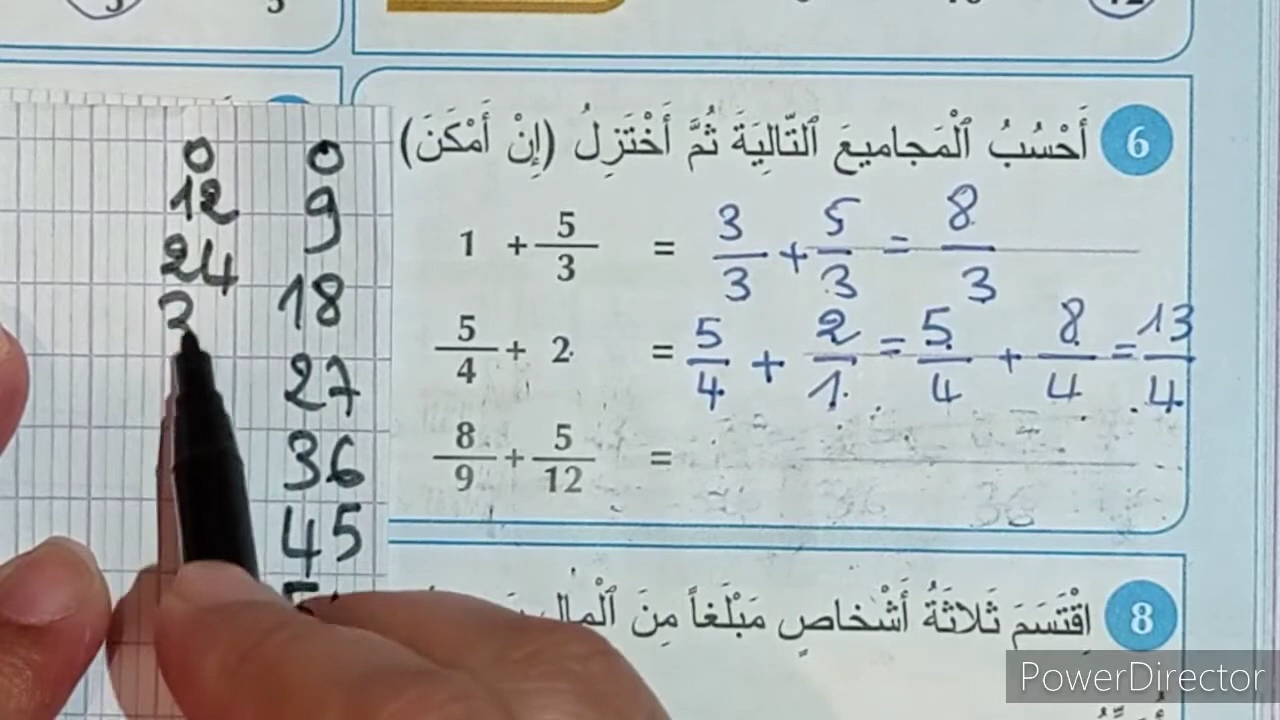 6 أَحْسُبُ ٱلْمَجاميعَ ٱلتّالِيَةَ ثُمَّ أَخْتَزِلُ (إِنْ أَمْكَنَ)
1 + 5/3 = 3/3 + 5/3 = 8/3
5/4 + 2 = 5/4 + 2/1 = 5/4 + 8/4 = 13/4
8/9 + 5/12 =
0 0
12 9
24 18
27
36
45
8 اِقْتَسَمَ ثَلاثَةُ أَشْخاصٍ مَبْلَغاً مِنَ ٱلْمالِ
PowerDirector